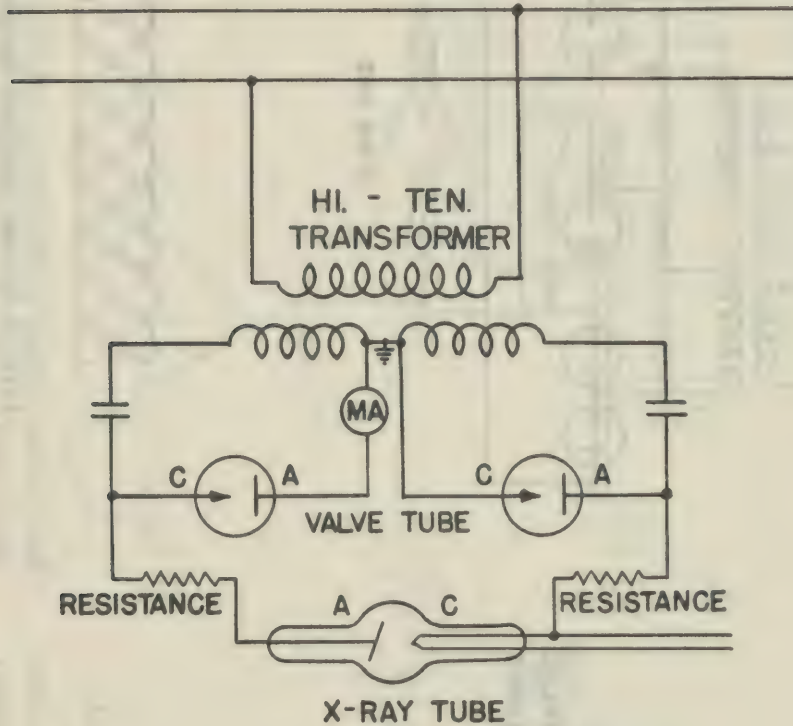 HI. - TEN.
TRANSFORMER
MA
C A C A
VALVE TUBE
RESISTANCE A C RESISTANCE
X-RAY TUBE